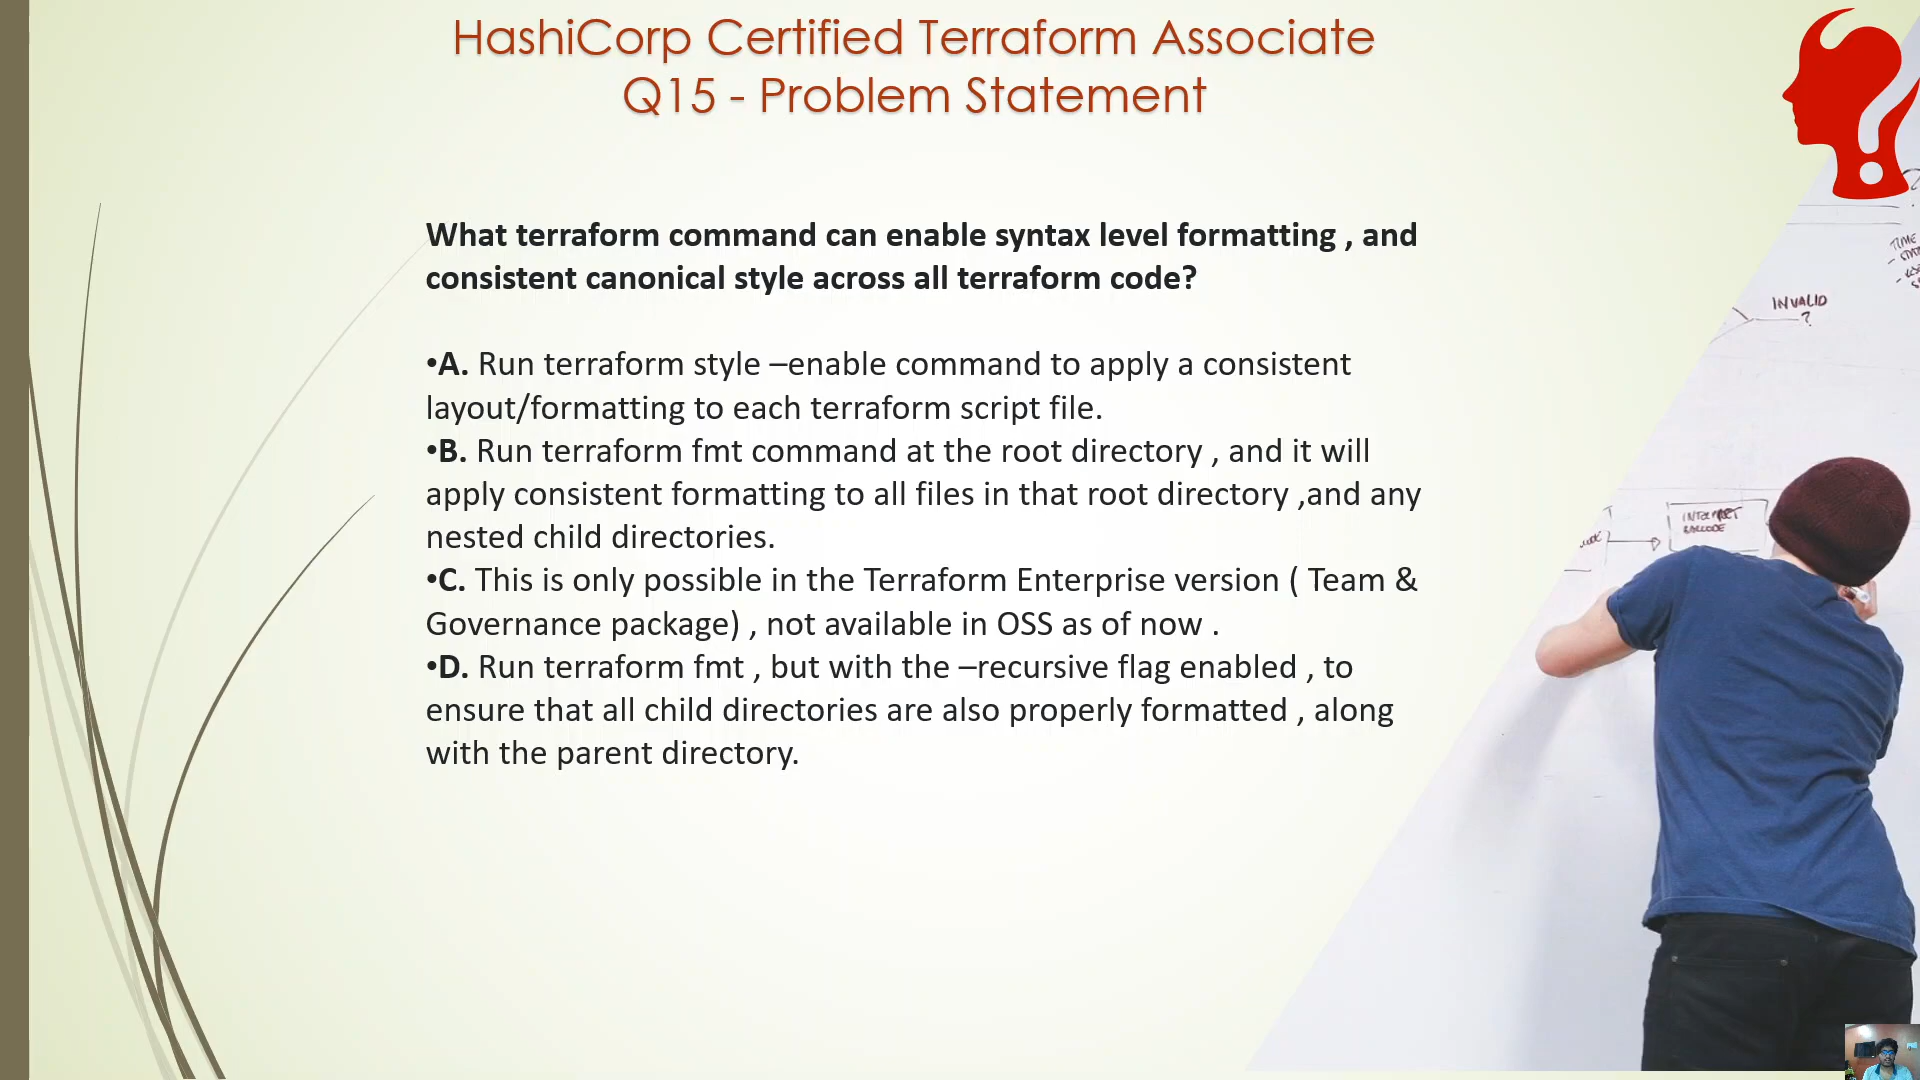 HashiCorp Certified Terraform Associate
Q15 - Problem Statement
What terraform command can enable syntax level formatting , and
consistent canonical style across all terraform code?
•A. Run terraform style –enable command to apply a consistent
layout/formatting to each terraform script file.
•B. Run terraform fmt command at the root directory , and it will
apply consistent formatting to all files in that root directory ,and any
nested child directories.
•C. This is only possible in the Terraform Enterprise version ( Team &
Governance package) , not available in OSS as of now .
•D. Run terraform fmt , but with the –recursive flag enabled , to
ensure that all child directories are also properly formatted , along
with the parent directory.
TIME
INVALID
?
INTERPRET
BARCODE